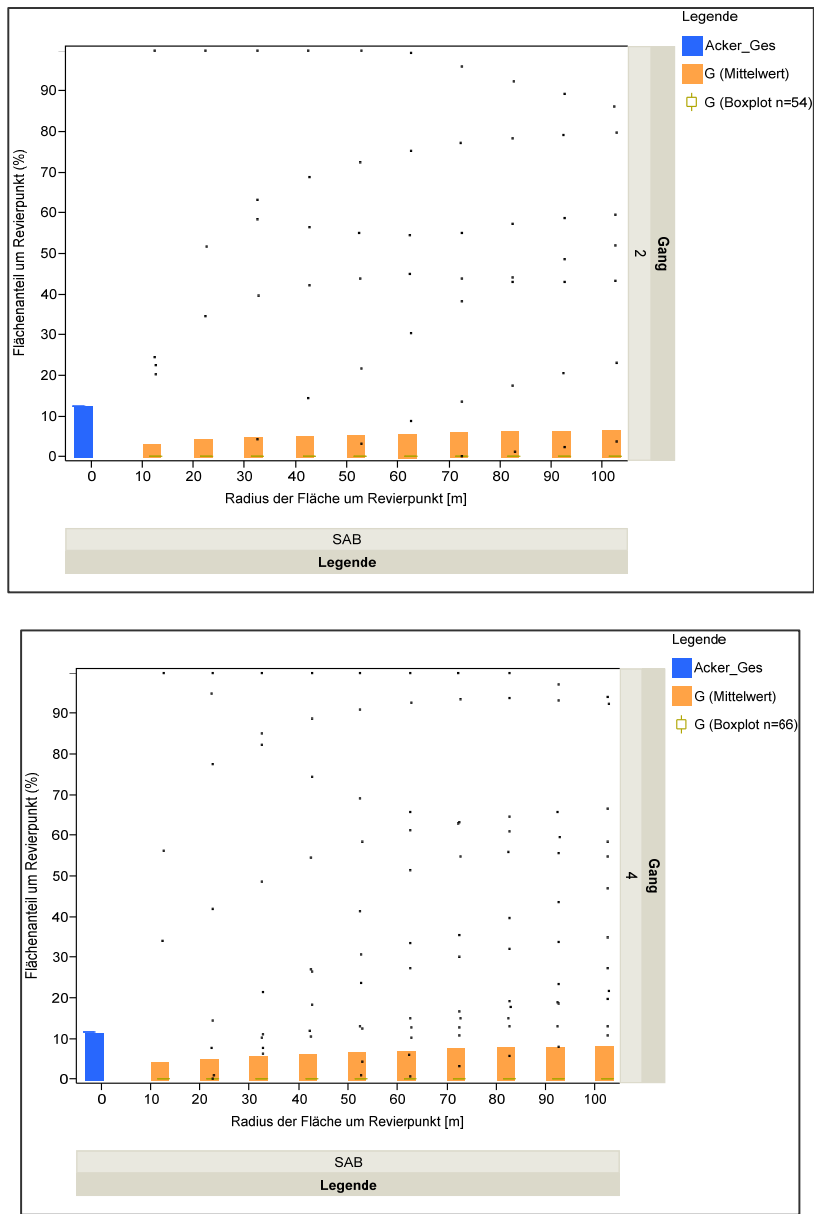 Legende
Acker_Ges
G (Mittelwert)
G (Boxplot n=54)
Flächenanteil um Revierpunkt (%)
90
80
70
60
50
40
30
20
10
0
0 10 20 30 40 50 60 70 80 90 100
Radius der Fläche um Revierpunkt [m]
2
Gang
SAB
Legende
Legende
Acker_Ges
G (Mittelwert)
G (Boxplot n=66)
Flächenanteil um Revierpunkt (%)
90
80
70
60
50
40
30
20
10
0
0 10 20 30 40 50 60 70 80 90 100
Radius der Fläche um Revierpunkt [m]
4
Gang
SAB
Legende